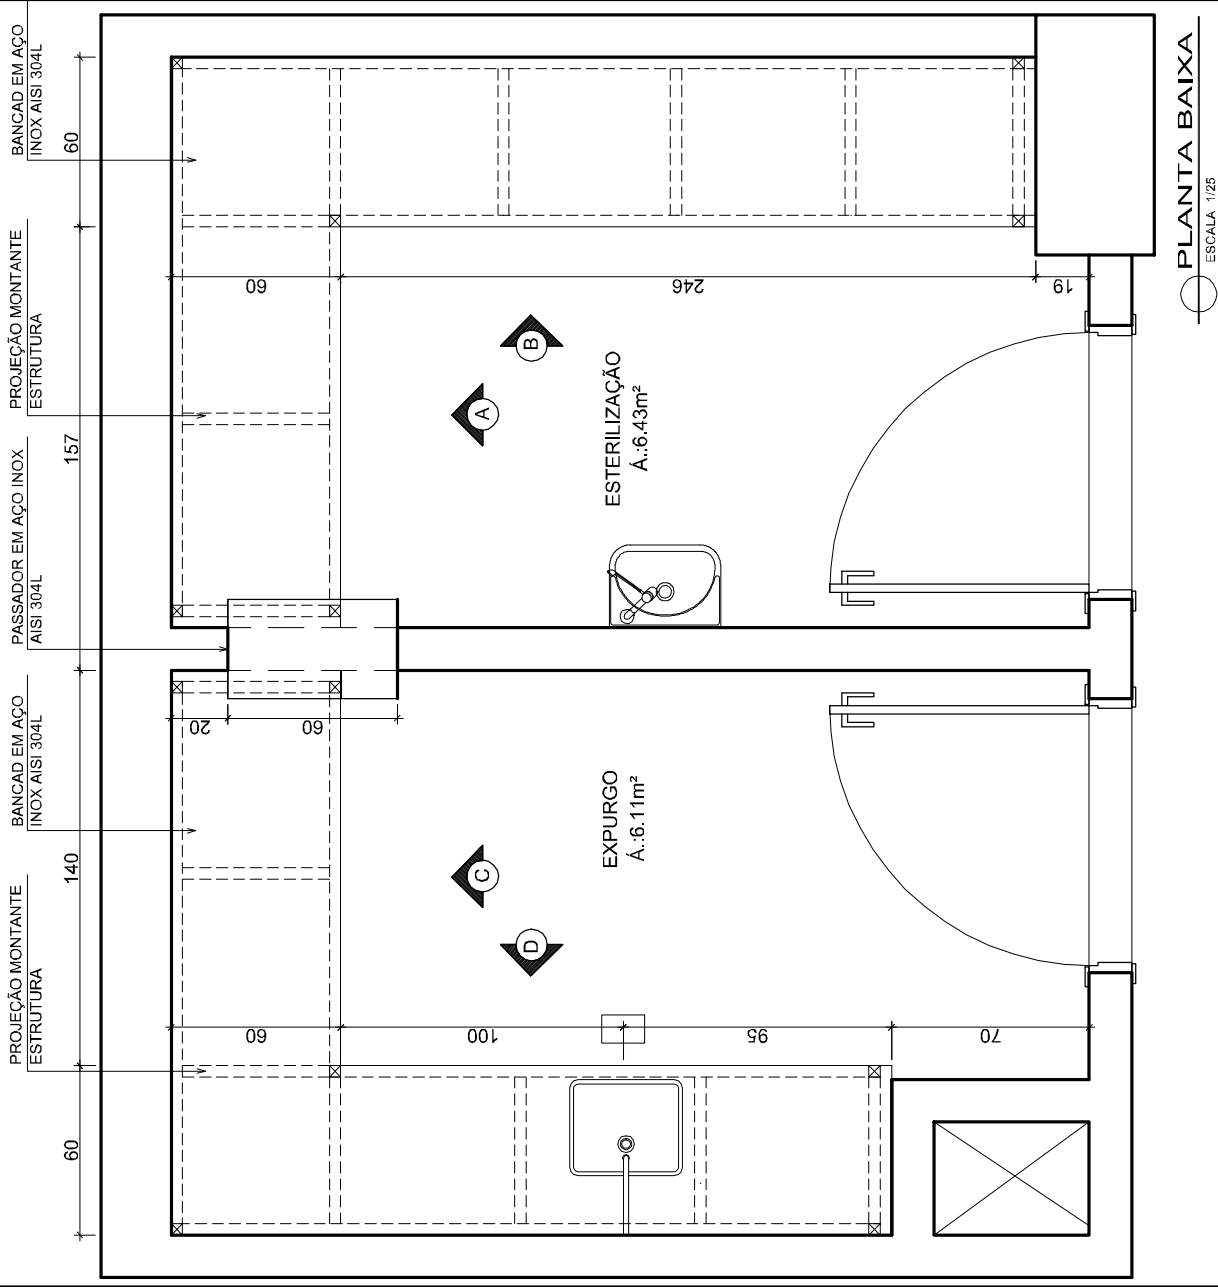 PROJEÇÃO MONTANTE
ESTRUTURA
BANCAD EM AÇO
INOX AISI 304L
PASSADOR EM AÇO INOX
AISI 304L
PROJEÇÃO MONTANTE
ESTRUTURA
BANCAD EM AÇO
INOX AISI 304L
60
140
157
60
60
100
95
70
20
60
60
246
19
D
C
A
B
EXPURGO
Á.:6.11m²
ESTERILIZAÇÃO
Á.:6.43m²
PLANTA BAIXA
ESCALA 1/25